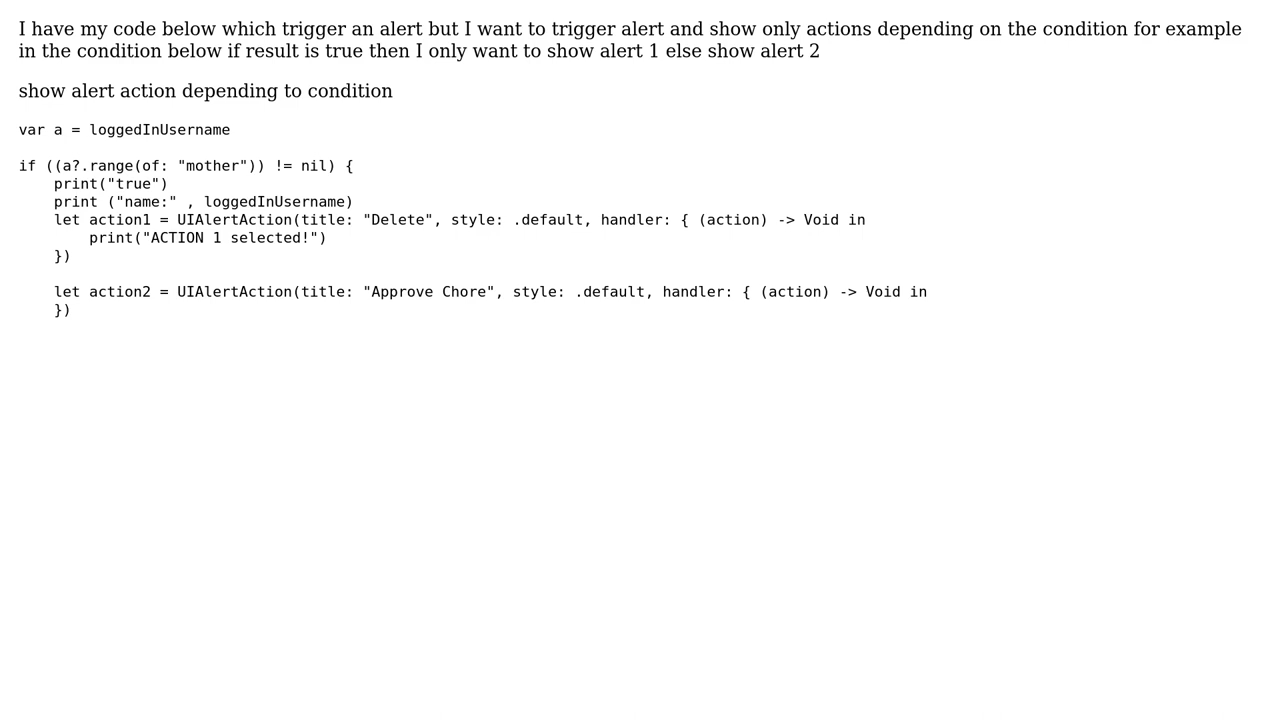 I have my code below which trigger an alert but I want to trigger alert and show only actions depending on the condition for example
in the condition below if result is true then I only want to show alert 1 else show alert 2
show alert action depending to condition
var a = loggedInUsername
if ((a?.range(of: "mother")) != nil) {
    print("true")
    print ("name:" , loggedInUsername)
    let action1 = UIAlertAction(title: "Delete", style: .default, handler: { (action) -> Void in
        print("ACTION 1 selected!")
    })
    let action2 = UIAlertAction(title: "Approve Chore", style: .default, handler: { (action) -> Void in
    })